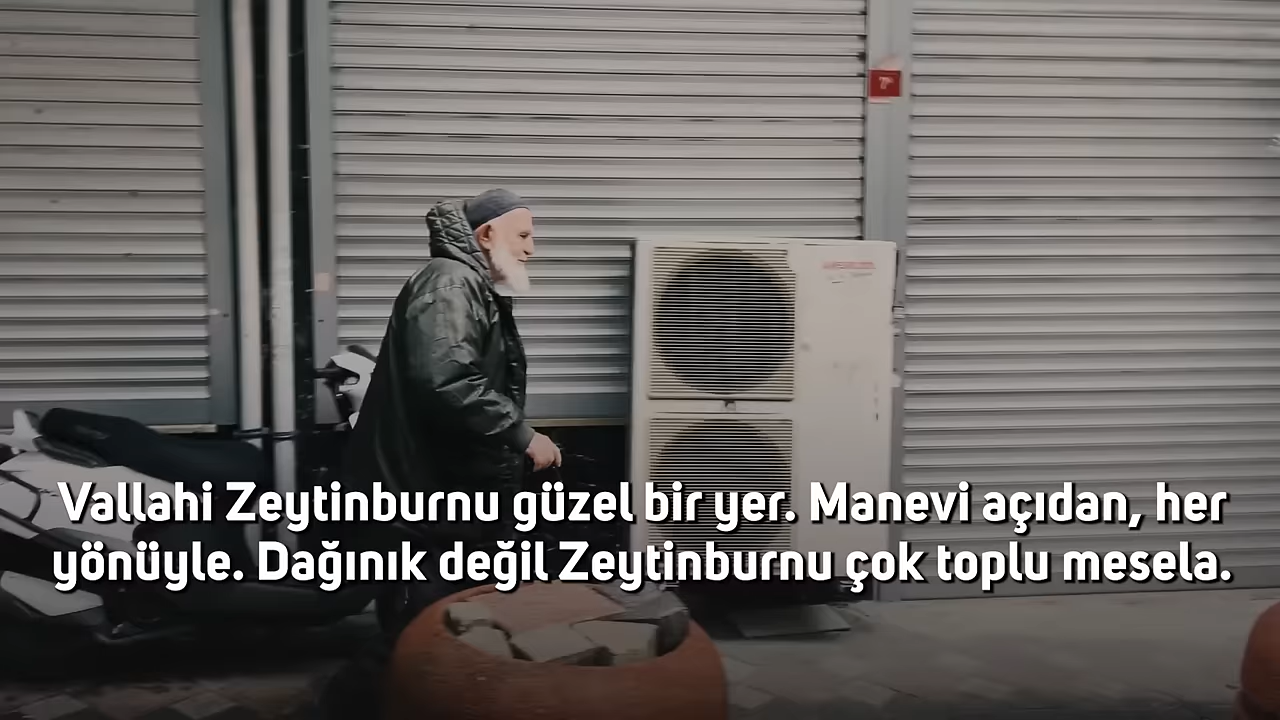 Vallahi Zeytinburnu güzel bir yer. Manevi açıdan, her
yönüyle. Dağınık değil Zeytinburnu çok toplu mesela.